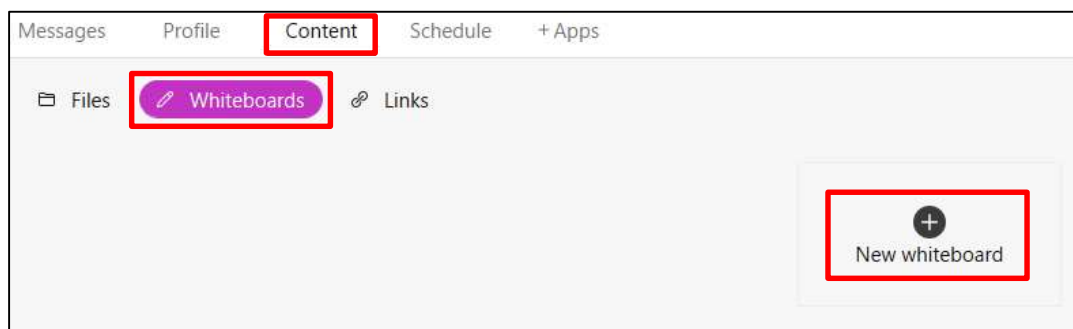 Messages Profile Content Schedule + Apps
Files Whiteboards Links
New whiteboard